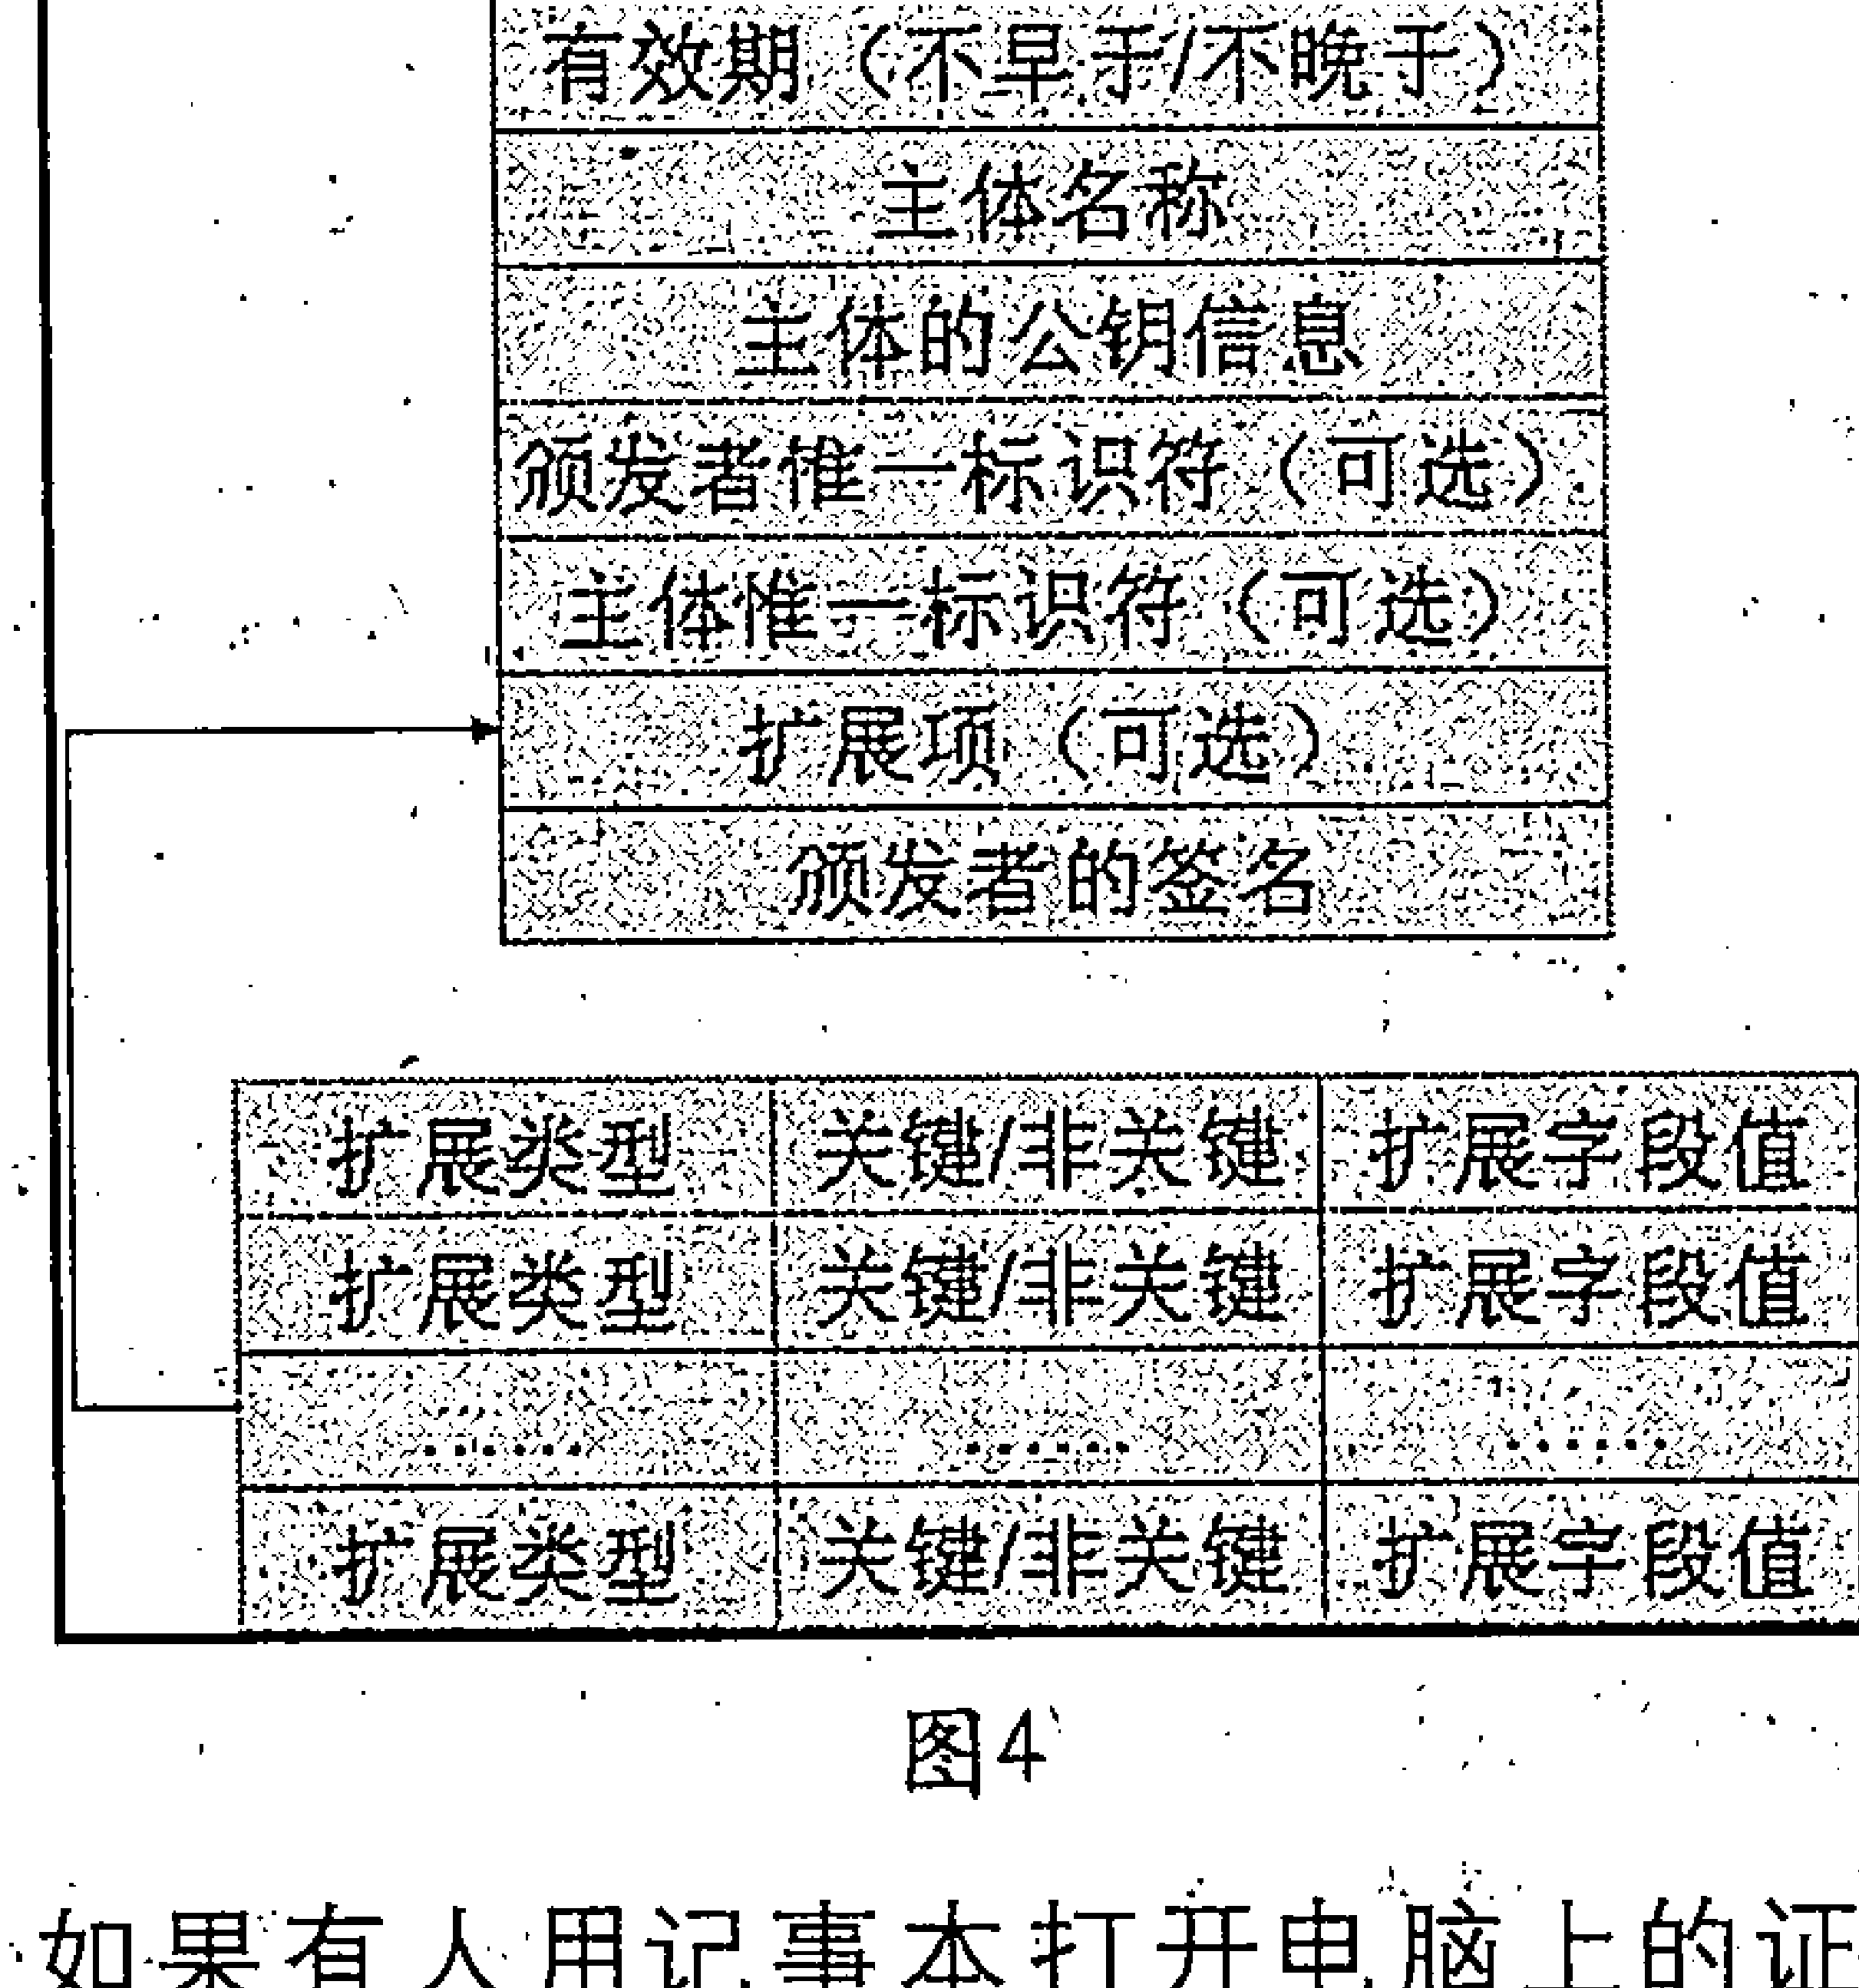 有效期（不早于/不晚于）
主体名称
主体的公钥信息
颁发者惟一标识符（可选）
主体惟一标识符（可选）
扩展项（可选）
颁发者的签名
扩展类型 关键/非关键 扩展字段值
扩展类型 关键/非关键 扩展字段值
...... ...... ......
扩展类型 关键/非关键 扩展字段值
图4
如果有人用记事本打开电脑上的证